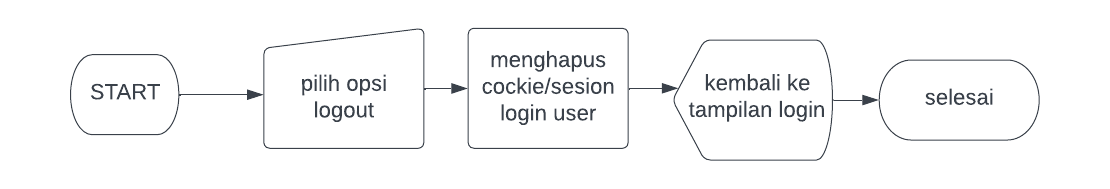 START
pilih opsi
logout
menghapus
cockie/sesion
login user
kembali ke
tampilan login
selesai